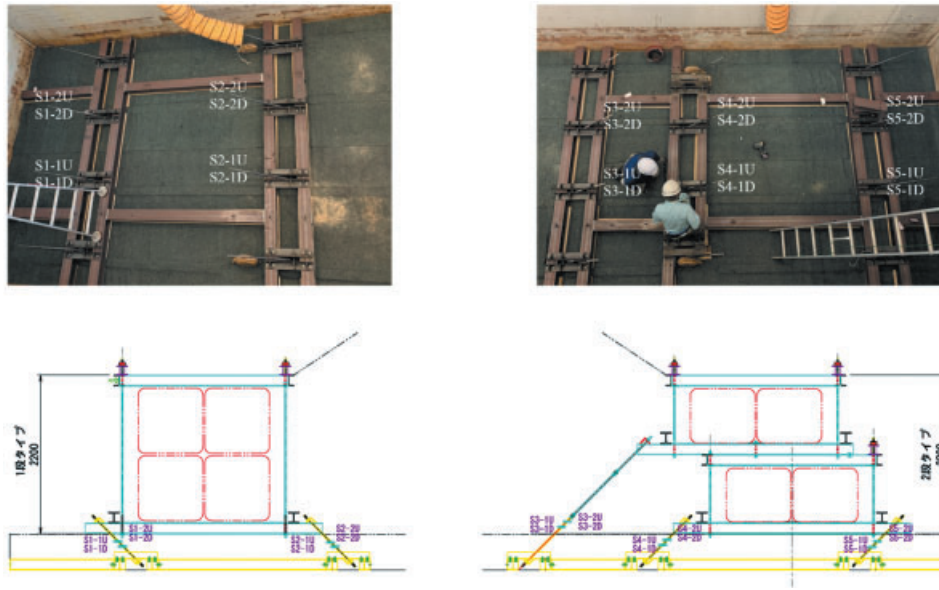 S1-2U
S1-2D
S2-2U
S2-2D
S1-1U
S1-1D
S2-1U
S2-1D
S3-2U
S3-2D
S4-2U
S4-2D
S5-2U
S5-2D
S3-1U
S3-1D
S4-1U
S4-1D
S5-1U
S5-1D
1段タイプ
2200
S1-2U
S1-2D
S1-1U
S1-1D
S2-2U
S2-2D
S2-1U
S2-1D
2段タイプ
S3-1U
S3-1D
S3-2U
S3-2D
S4-2U
S4-2D
S4-1U
S4-1D
S5-2U
S5-2D
S5-1U
S5-1D